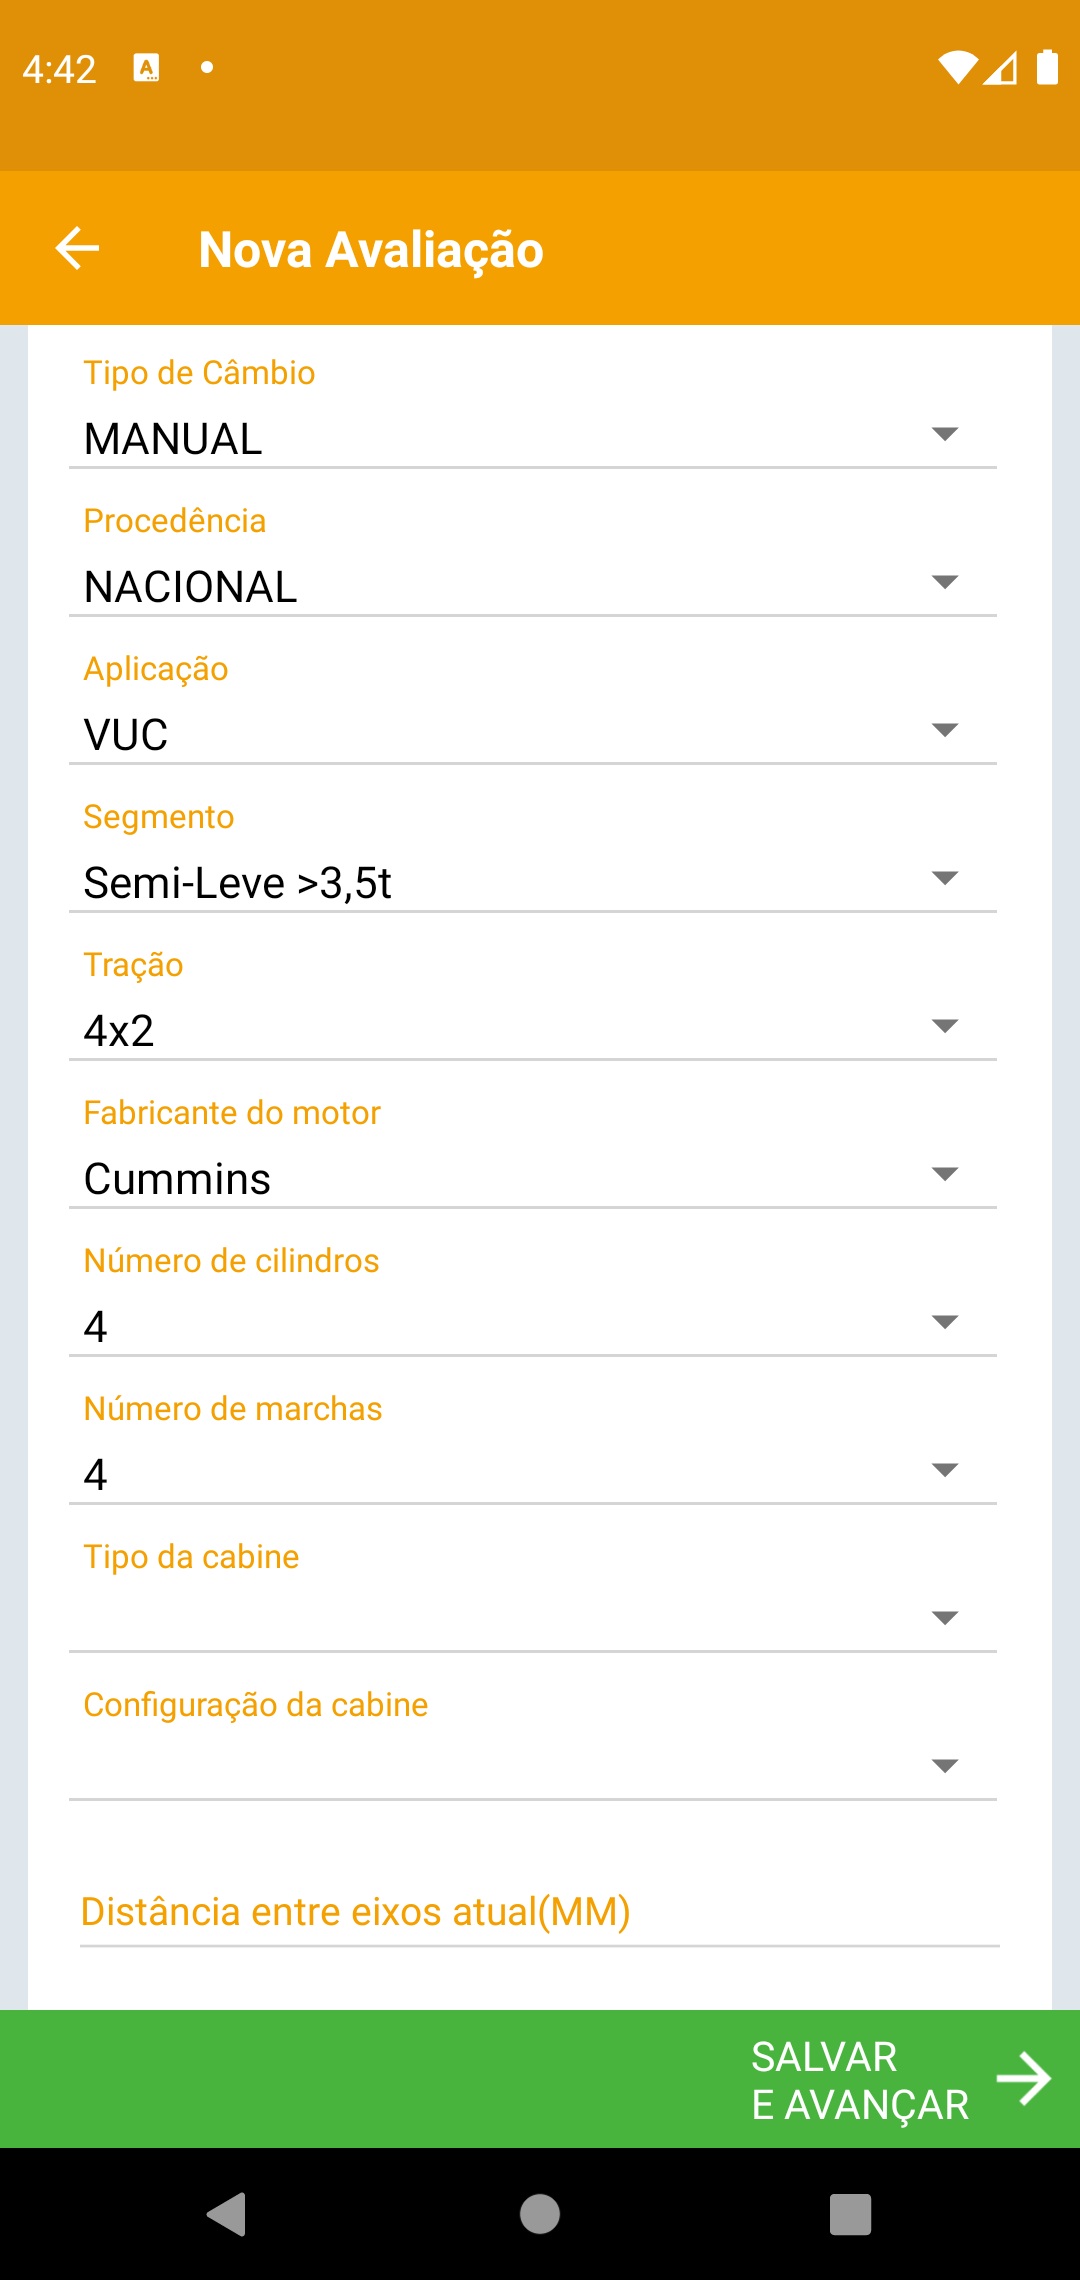 4:42
Nova Avaliação
Tipo de Câmbio
MANUAL
Procedência
NACIONAL
Aplicação
VUC
Segmento
Semi-Leve >3,5t
Tração
4x2
Fabricante do motor
Cummins
Número de cilindros
4
Número de marchas
4
Tipo da cabine
Configuração da cabine
Distância entre eixos atual(MM)
SALVAR
E AVANÇAR